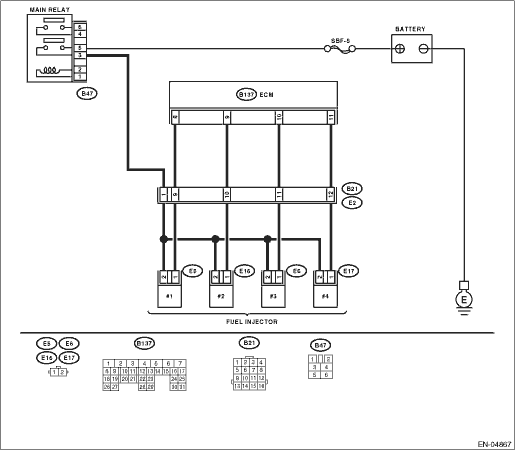 MAIN RELAY
6
4
5
3
2
1
B47
SBF-5
BATTERY
B137 ECM
8 9 10 11
1 9 10 11 12
B21
E2
2 1 2 1 2 1 2 1
E5 E16 E6 E17
#1 #2 #3 #4
FUEL INJECTOR
E
E5 E6
E16 E17
1 2
B137
1 2 3 4 5 6 7
8 9 10 11 12 13 14 15 16 17
18 19 20 21 22 23 24 25
26 27 28 29 30 31
B21
1 2 3 4
5 6 7 8
9 10 11 12
13 14 15 16
B47
1 2
3 4
5 6
EN-04867